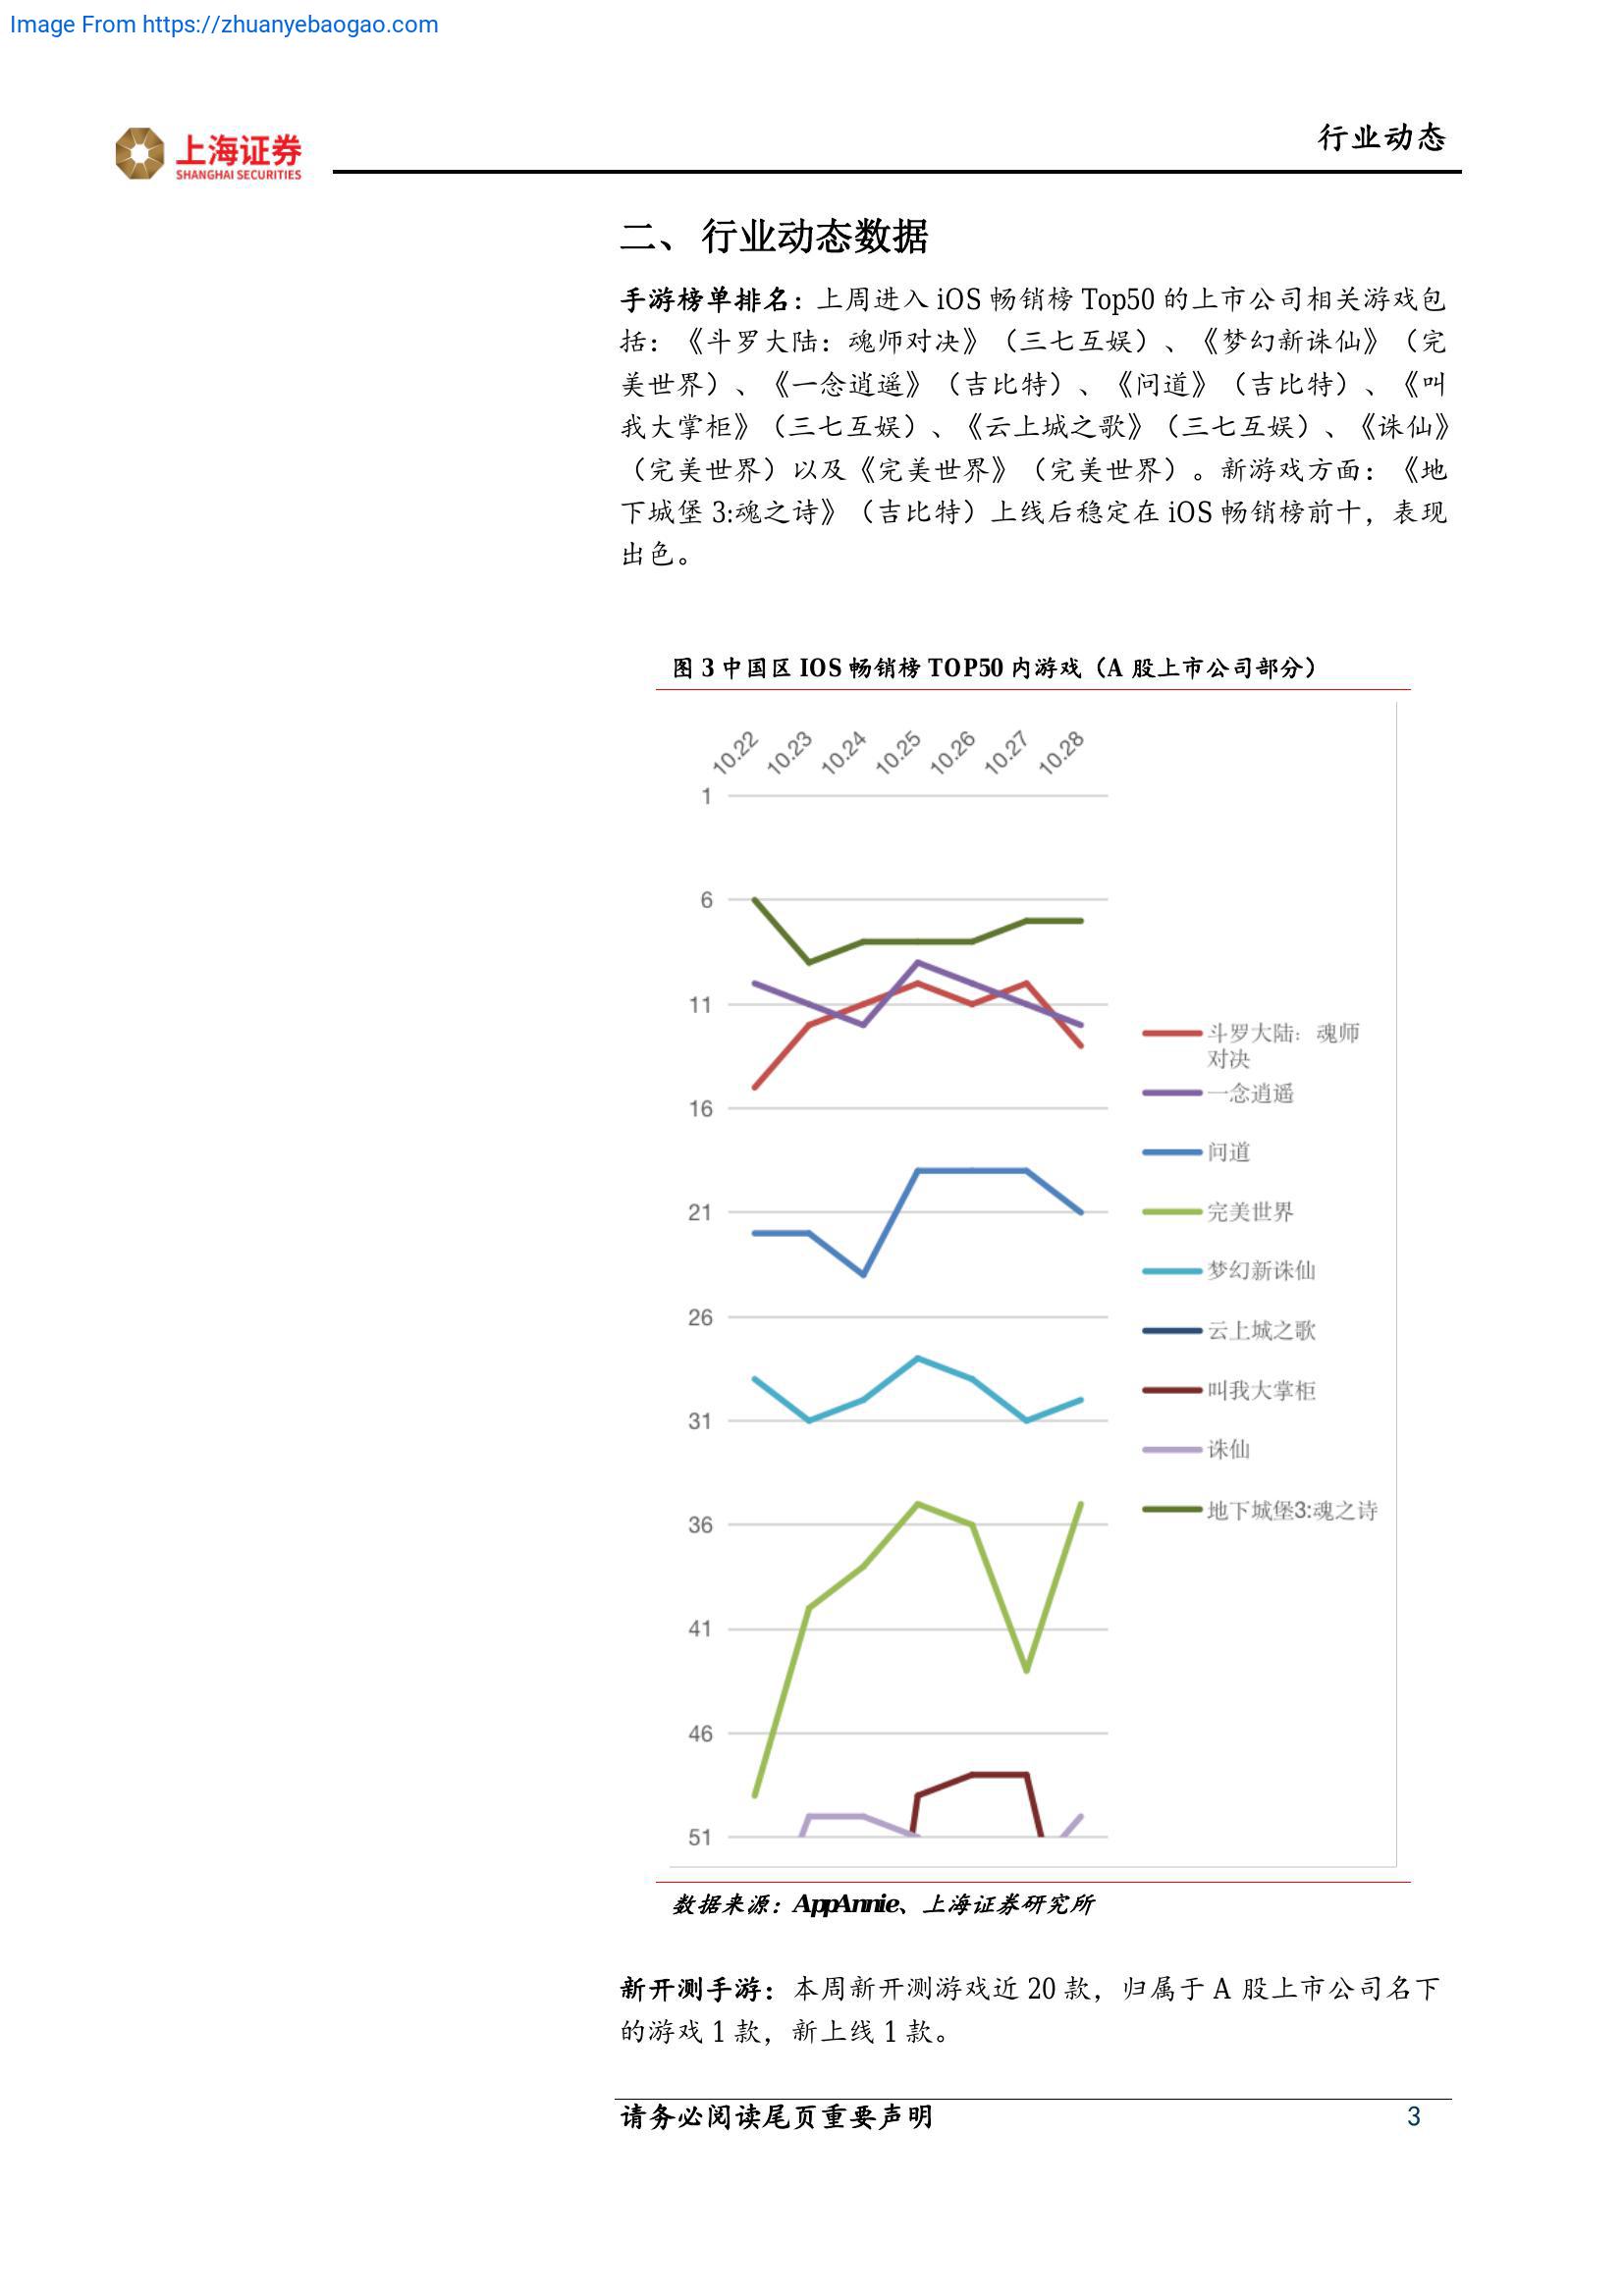 Image From https://zhuanyebaogao.com
上海证券
SHANGHAI SECURITIES
行业动态
二、 行业动态数据
手游榜单排名：上周进入 iOS 畅销榜 Top50 的上市公司相关游戏包
括：《斗罗大陆：魂师对决》（三七互娱）、《梦幻新诛仙》（完
美世界）、《一念逍遥》（吉比特）、《问道》（吉比特）、《叫
我大掌柜》（三七互娱）、《云上城之歌》（三七互娱）、《诛仙》
（完美世界）以及《完美世界》（完美世界）。新游戏方面：《地
下城堡 3:魂之诗》（吉比特）上线后稳定在 iOS 畅销榜前十，表现
出色。
图 3 中国区 IOS 畅销榜 TOP50 内游戏（A 股上市公司部分）
10.22 10.23 10.24 10.25 10.26 10.27 10.28
1
6
11
16
21
26
31
36
41
46
51
斗罗大陆：魂师
对决
一念逍遥
问道
完美世界
梦幻新诛仙
云上城之歌
叫我大掌柜
诛仙
地下城堡3:魂之诗
数据来源：AppAnnie、上海证券研究所
新开测手游：本周新开测游戏近 20 款，归属于 A 股上市公司名下
的游戏 1 款，新上线 1 款。
请务必阅读尾页重要声明
3